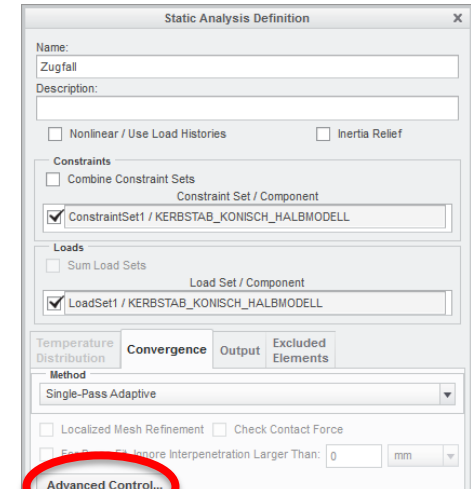 Static Analysis Definition X
Name:
Zugfall
Description:
Nonlinear / Use Load Histories Inertia Relief
Constraints
Combine Constraint Sets
Constraint Set / Component
ConstraintSet1 / KERBSTAB_KONISCH_HALBMODELL
Loads
Sum Load Sets
Load Set / Component
LoadSet1 / KERBSTAB_KONISCH_HALBMODELL
Temperature Distribution Convergence Output Excluded Elements
Method
Single-Pass Adaptive
Localized Mesh Refinement Check Contact Force
Ignore Interpenetration Larger Than: 0 mm
Advanced Control...